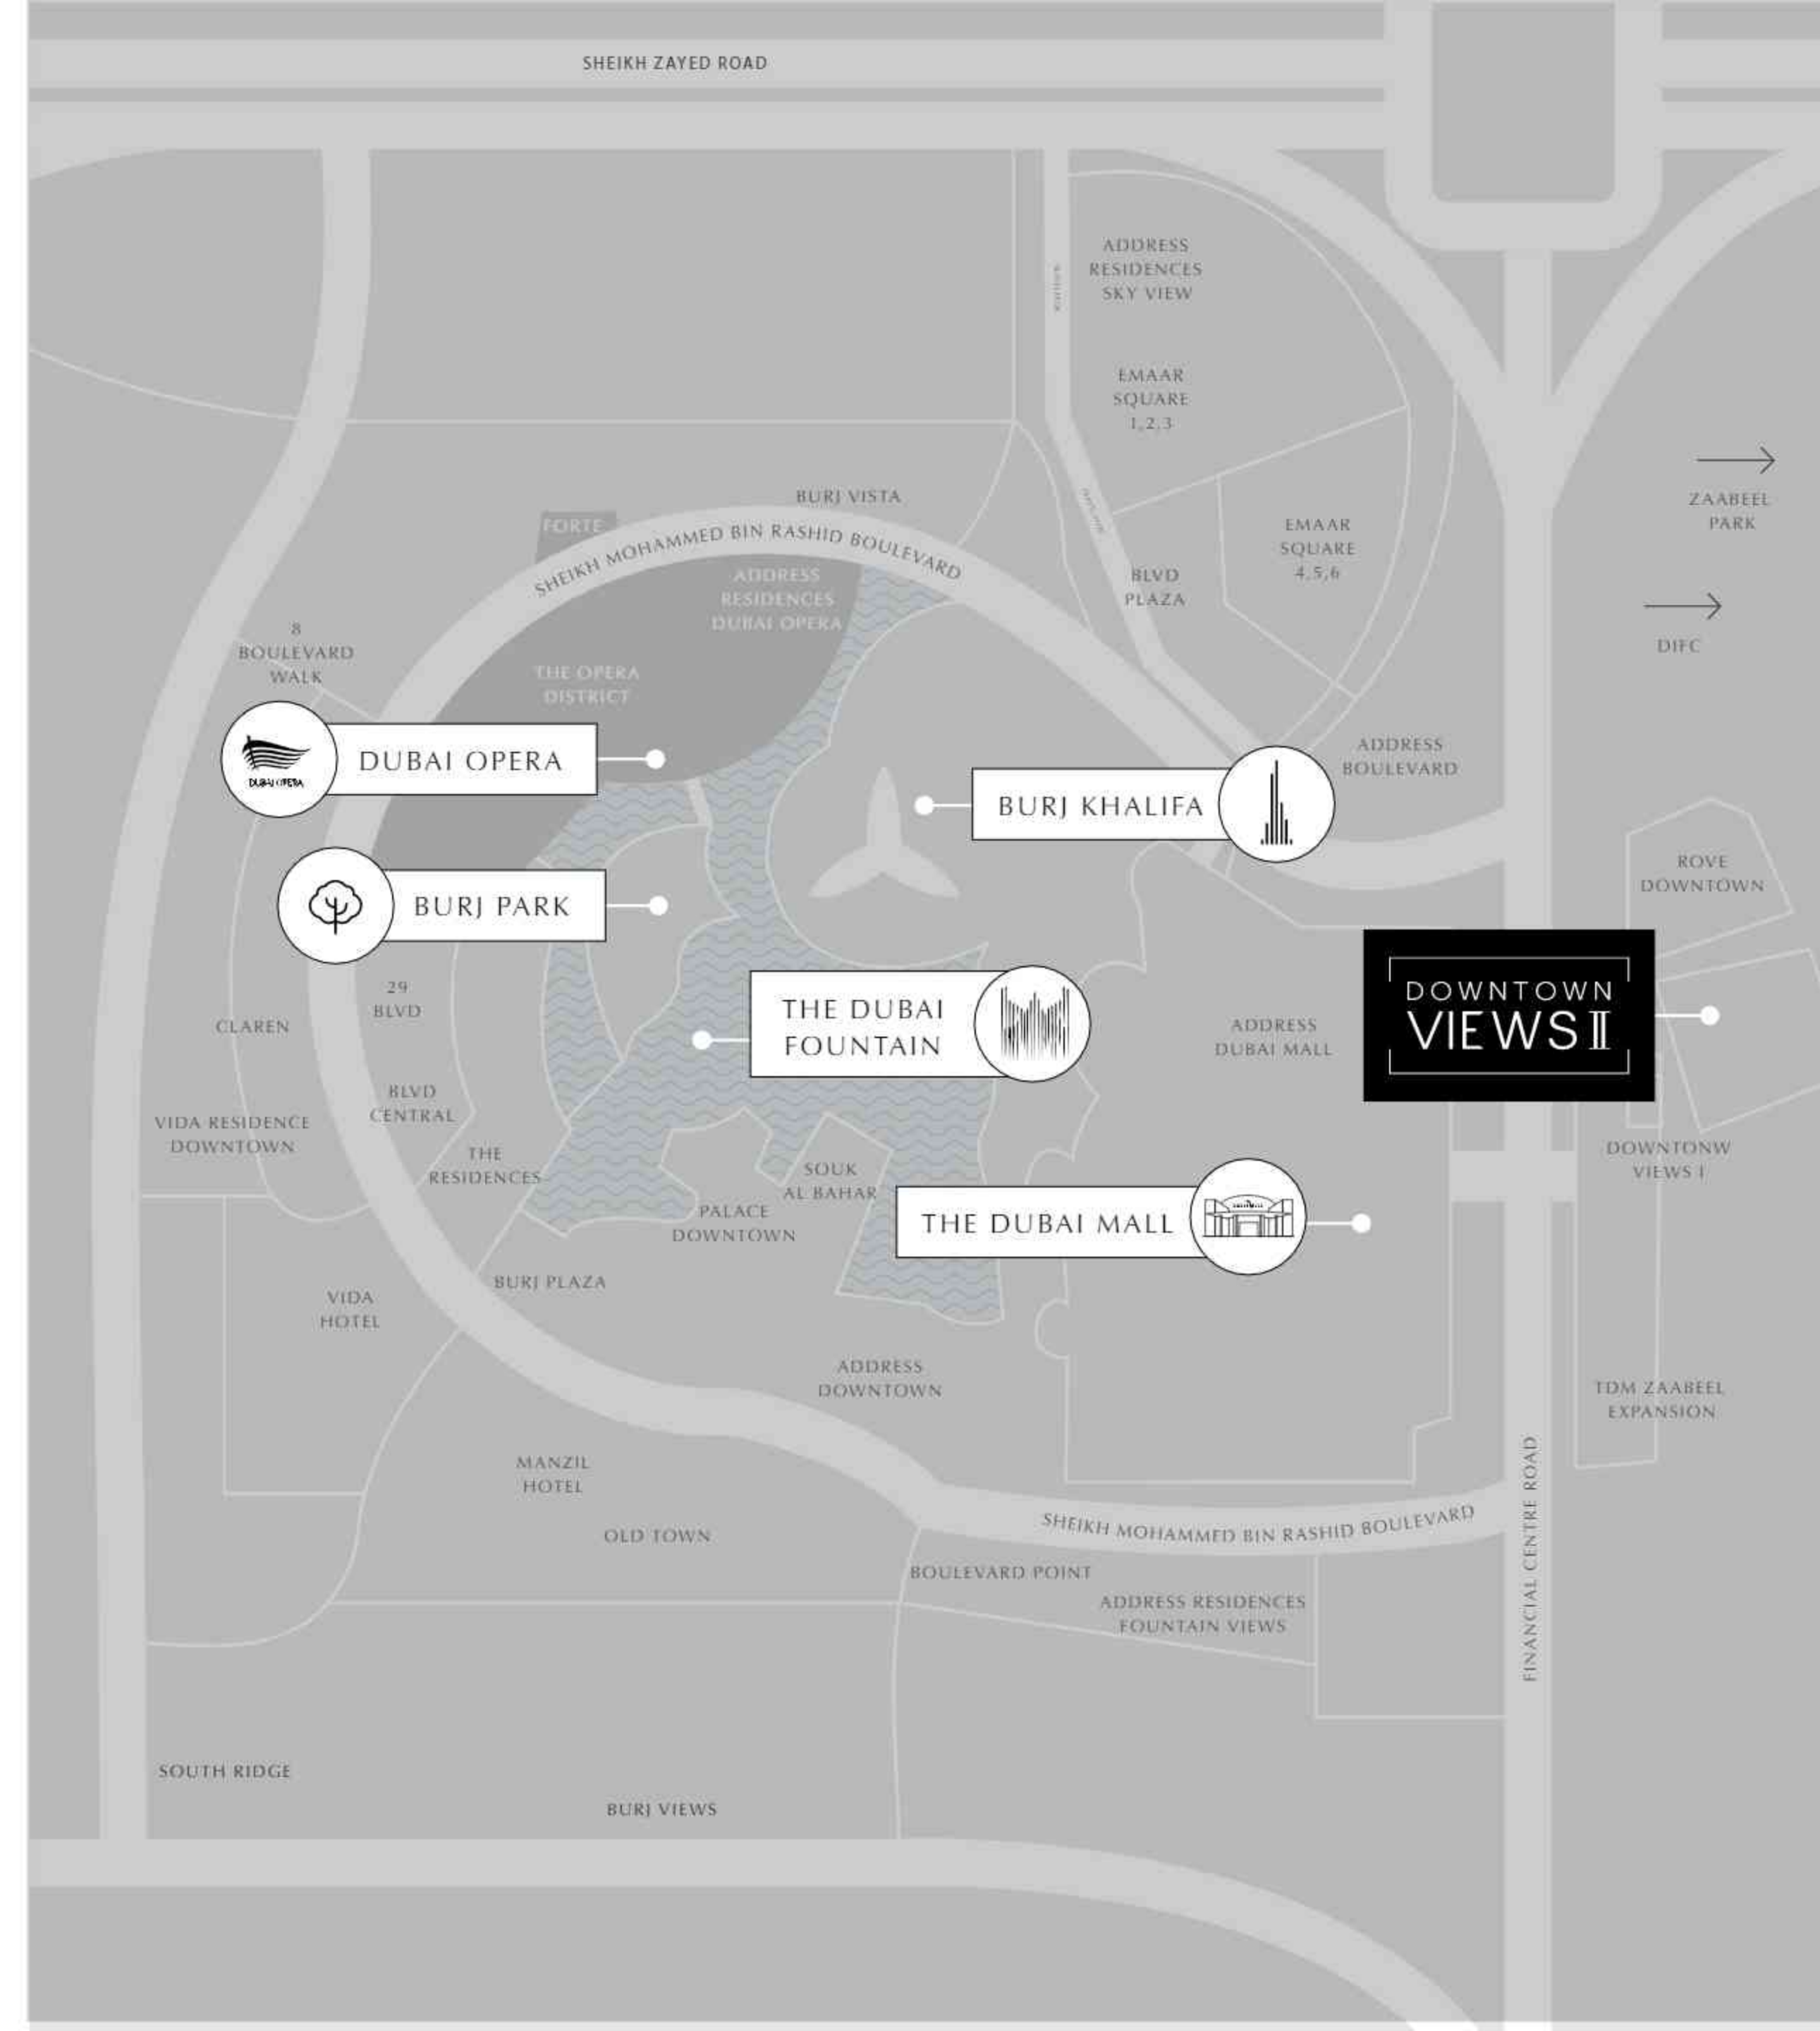 SHEIKH ZAYED ROAD
ADDRESS
RESIDENCES
SKY VIEW
EMAAR
SQUARE
1,2,3
ZAABEEL
PARK
BURJ VISTA
FORTE
SHEIKH MOHAMMED BIN RASHID BOULEVARD
EMAAR
SQUARE
4,5,6
BLVD
PLAZA
ADDRESS
RESIDENCES
DUBAI OPERA
DIFC
8
BOULEVARD
WALK
THE OPERA
DISTRICT
DUBAI OPERA
DUBAI OPERA
ADDRESS
BOULEVARD
BURJ KHALIFA
ROVE
DOWNTOWN
BURJ PARK
29
BLVD
CLAREN
THE DUBAI
FOUNTAIN
ADDRESS
DUBAI MALL
DOWNTOWN
VIEWS II
BLVD
CENTRAL
VIDA RESIDENCE
DOWNTOWN
THE
RESIDENCES
SOUK
AL BAHAR
DOWNTONW
VIEWS I
PALACE
DOWNTOWN
THE DUBAI MALL
BURJ PLAZA
VIDA
HOTEL
ADDRESS
DOWNTOWN
TDM ZAABEEL
EXPANSION
MANZIL
HOTEL
OLD TOWN
SHEIKH MOHAMMED BIN RASHID BOULEVARD
FINANCIAL CENTRE ROAD
BOULEVARD POINT
ADDRESS RESIDENCES
FOUNTAIN VIEWS
SOUTH RIDGE
BURJ VIEWS